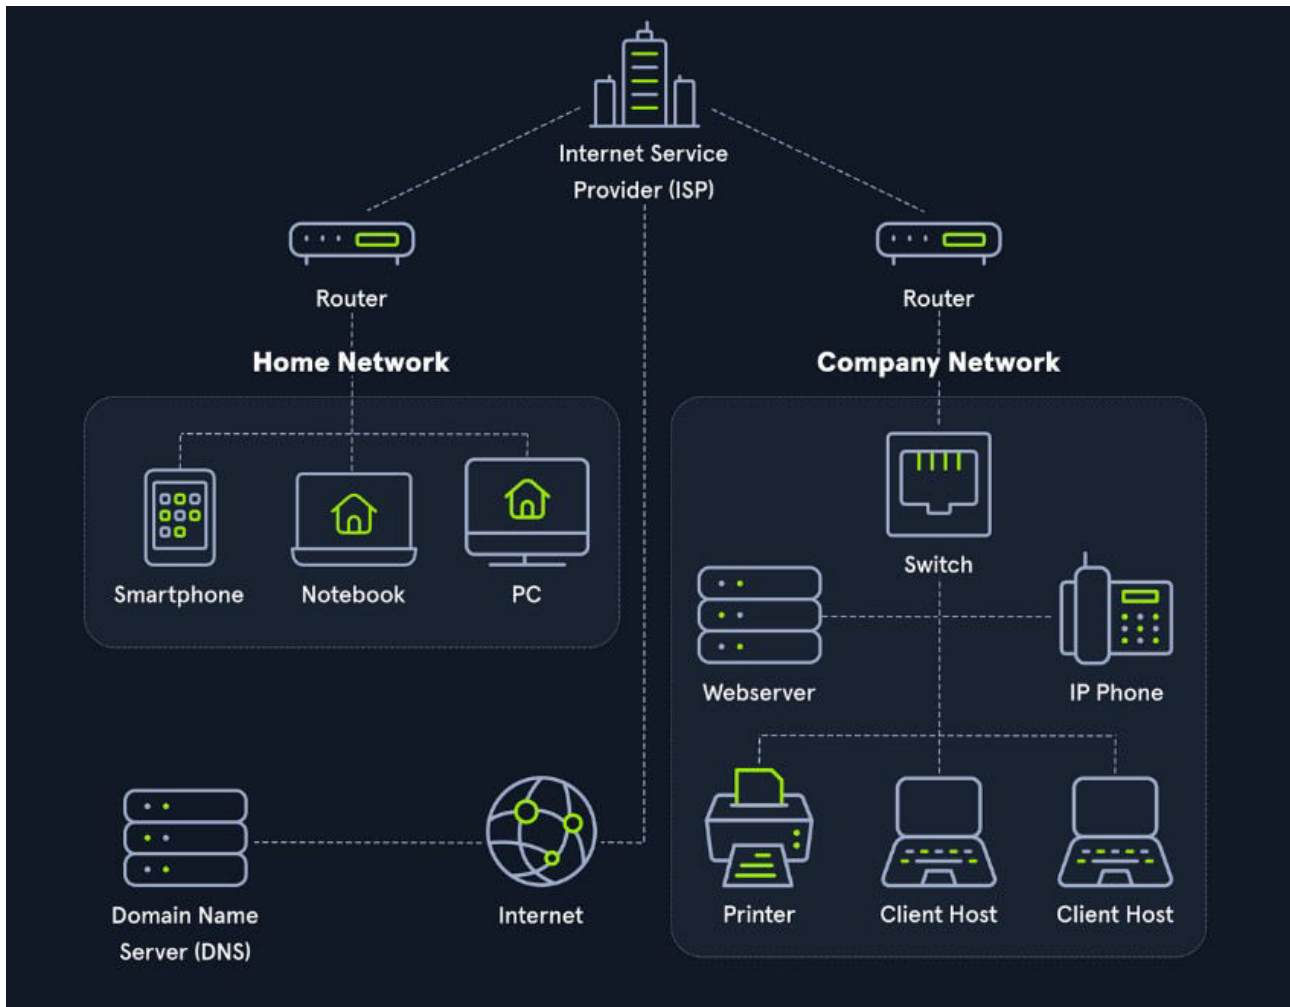 Internet Service
Provider (ISP)
Router
Router
Home Network
Company Network
Switch
Smartphone
Notebook
PC
Webserver
IP Phone
Domain Name
Server (DNS)
Internet
Printer
Client Host
Client Host